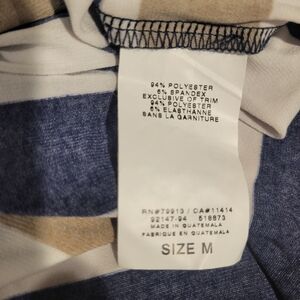 94% POLYESTER
6% SPANDEX
EXCLUSIVE OF TRIM
94% POLYESTER
6% ELASTHANNE
SANS LA GARNITURE
RN#79913 / CA#11414
92147-94 518873
MADE IN GUATEMALA
FABRIQUE EN GUATEMALA
SIZE M